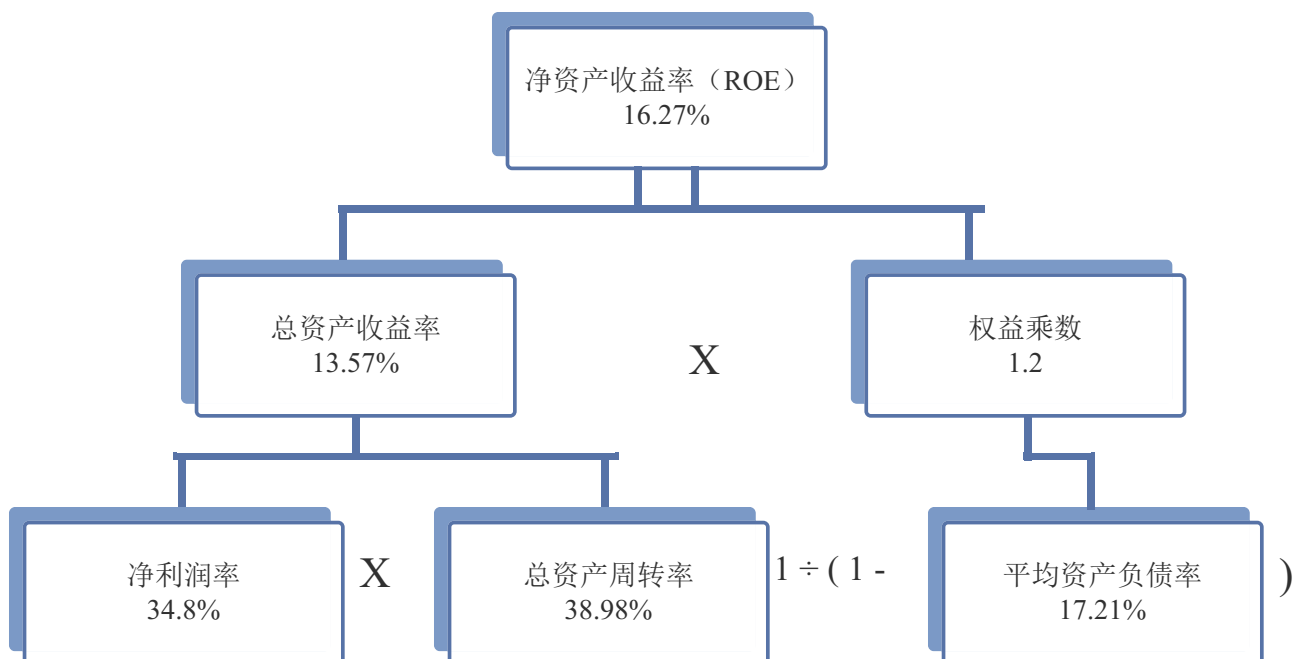 净资产收益率（ROE）
16.27%
总资产收益率
13.57%
X
权益乘数
1.2
净利润率
34.8%
X
总资产周转率
38.98%
1 ÷ ( 1 -
平均资产负债率
17.21%
)